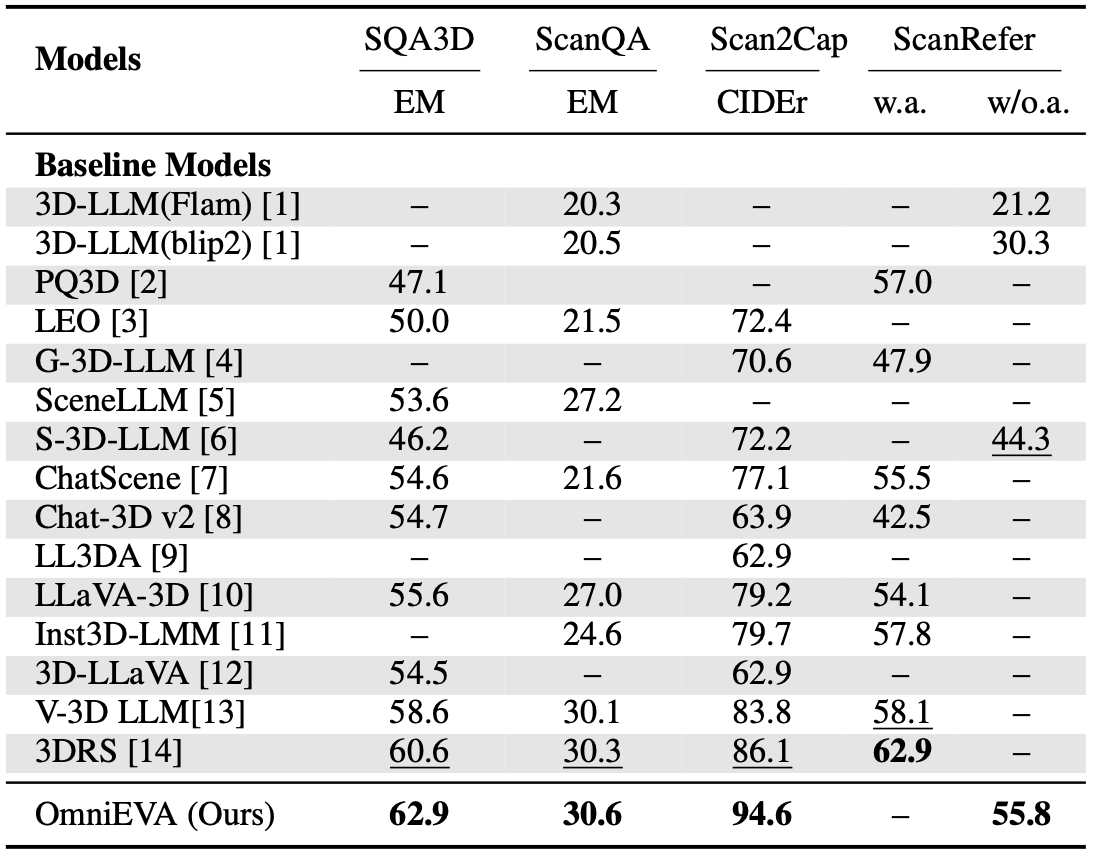 Models SQA3D ScanQA Scan2Cap ScanRefer
EM EM CIDEr w.a. w/o.a.
Baseline Models
3D-LLM(Flam) [1] – 20.3 – – 21.2
3D-LLM(blip2) [1] – 20.5 – – 30.3
PQ3D [2] 47.1 – 57.0 –
LEO [3] 50.0 21.5 72.4 – –
G-3D-LLM [4] – – 70.6 47.9 –
SceneLLM [5] 53.6 27.2 – – –
S-3D-LLM [6] 46.2 – 72.2 – 44.3
ChatScene [7] 54.6 21.6 77.1 55.5 –
Chat-3D v2 [8] 54.7 – 63.9 42.5 –
LL3DA [9] – – 62.9 – –
LLaVA-3D [10] 55.6 27.0 79.2 54.1 –
Inst3D-LMM [11] – 24.6 79.7 57.8 –
3D-LLaVA [12] 54.5 – 62.9 – –
V-3D LLM[13] 58.6 30.1 83.8 58.1 –
3DRS [14] 60.6 30.3 86.1 62.9 –
OmniEVA (Ours) 62.9 30.6 94.6 – 55.8